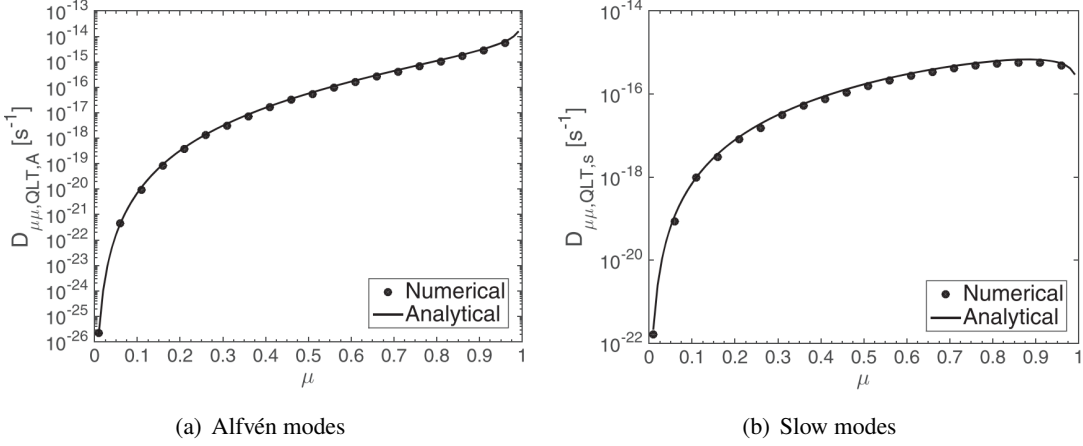 10^-13
10^-14
10^-15
10^-16
10^-17
10^-18
10^-19
10^-20
10^-21
10^-22
10^-23
10^-24
10^-25
10^-26
D_μμ,QLT,A [s^-1]
Numerical
Analytical
0 0.1 0.2 0.3 0.4 0.5 0.6 0.7 0.8 0.9 1
μ
(a) Alfvén modes
10^-14
10^-16
10^-18
10^-20
10^-22
D_μμ,QLT,s [s^-1]
Numerical
Analytical
0 0.1 0.2 0.3 0.4 0.5 0.6 0.7 0.8 0.9 1
μ
(b) Slow modes